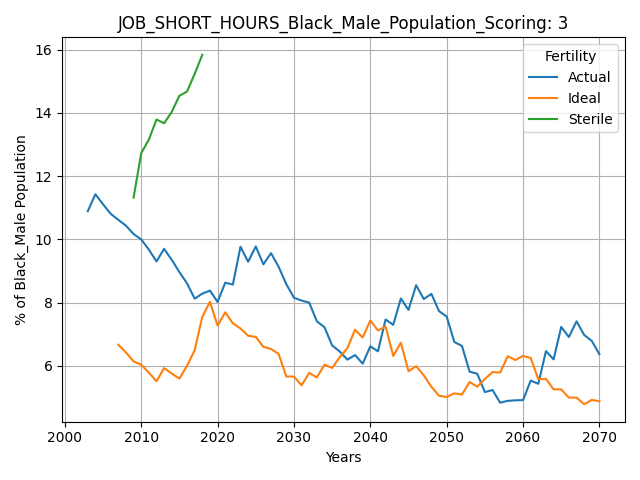 JOB_SHORT_HOURS_Black_Male_Population_Scoring: 3
% of Black_Male Population
16
14
12
10
8
6
Fertility
Actual
Ideal
Sterile
2000 2010 2020 2030 2040 2050 2060 2070
Years